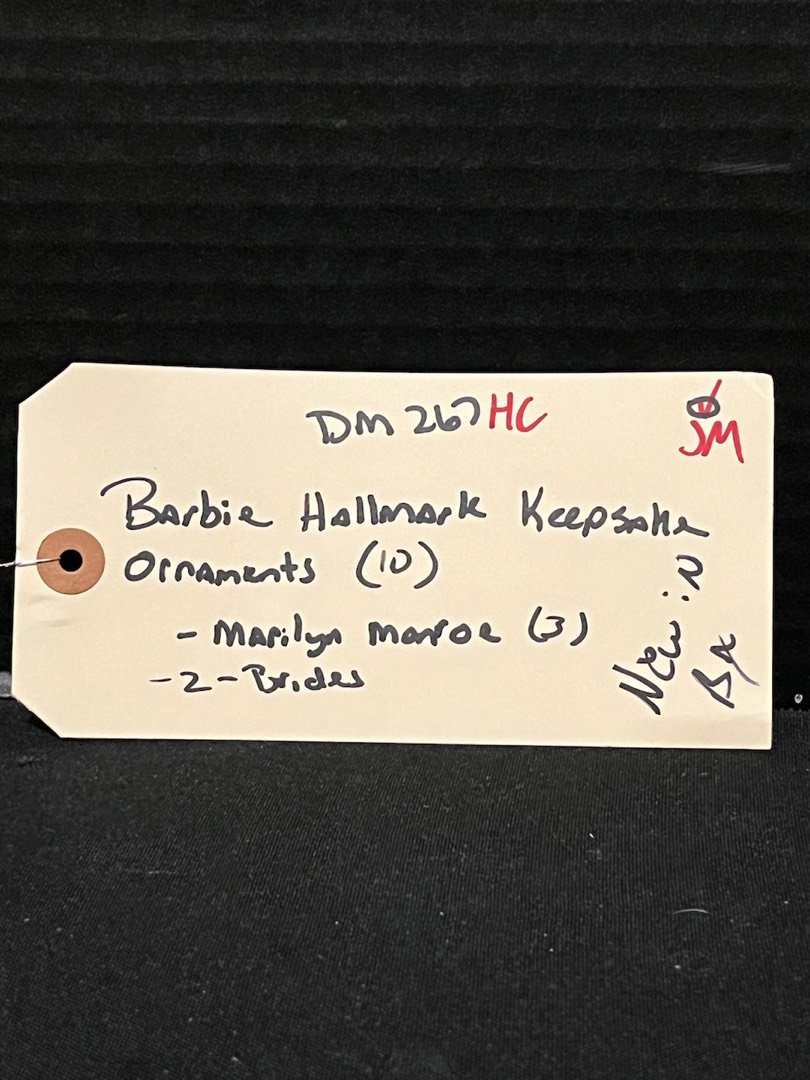 DM 267 HC
JM
Barbie Hallmark Keepsake
Ornaments (10)
- Marilyn Monroe (3)
- 2 - Brides
New in
Box